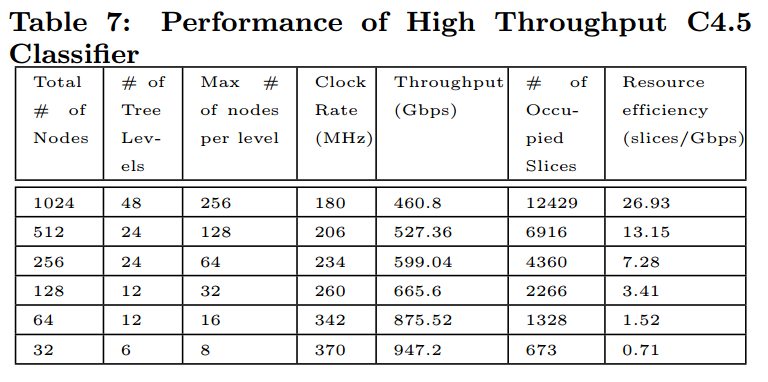 Table 7: Performance of High Throughput C4.5
Classifier
Total # of Nodes | # of Tree Lev-els | Max # of nodes per level | Clock Rate (MHz) | Throughput (Gbps) | # of Occu-pied Slices | Resource efficiency (slices/Gbps)
1024 | 48 | 256 | 180 | 460.8 | 12429 | 26.93
512 | 24 | 128 | 206 | 527.36 | 6916 | 13.15
256 | 24 | 64 | 234 | 599.04 | 4360 | 7.28
128 | 12 | 32 | 260 | 665.6 | 2266 | 3.41
64 | 12 | 16 | 342 | 875.52 | 1328 | 1.52
32 | 6 | 8 | 370 | 947.2 | 673 | 0.71